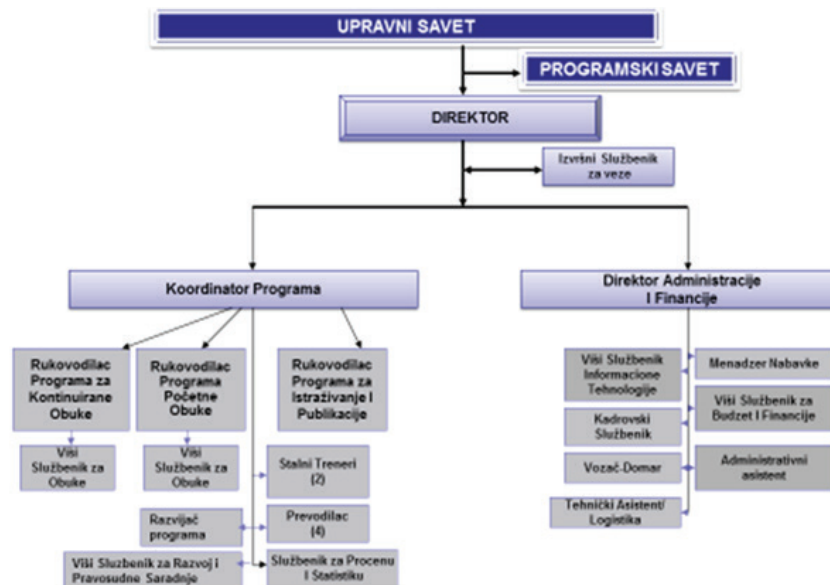 UPRAVNI SAVET
PROGRAMSKI SAVET
DIREKTOR
Izvršni Službenik
za veze
Koordinator Programa
Direktor Administracije
I Financije
Rukovodilac
Programa za
Kontinuirane
Obuke
Rukovodilac
Programa
Početne
Obuke
Rukovodilac
Programa za
Istraživanje I
Publikacije
Viši
Službenik za
Obuke
Viši
Službenik za
Obuke
Stalni Treneri
(2)
Razvijač
programa
Prevodilac
(4)
Viši Sluzbenik za Razvoj i
Pravosudne Saradnje
Službenik za Procenu
I Statistiku
Viši Službenik
Informacione
Tehnologije
Menadzer Nabavke
Kadrovski
Službenik
Viši Službenik za
Budzet I Financije
Vozač-Domar
Administrativni
asistent
Tehnički Asistent/
Logistika